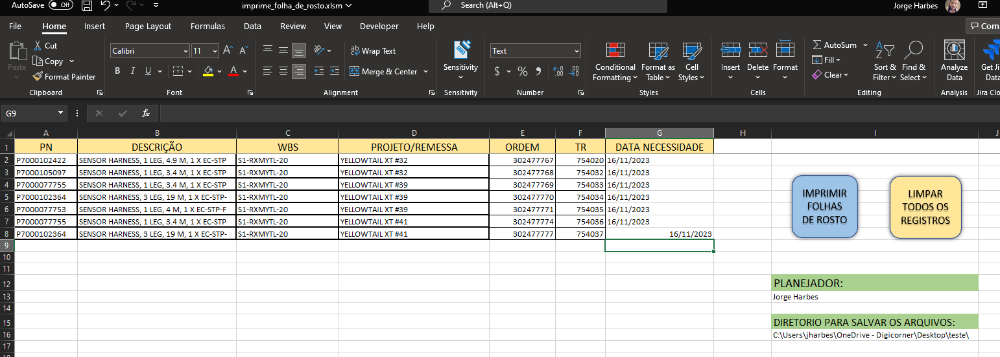 AutoSave Off imprime_folha_de_rosto.xlsm Search (Alt+Q) Jorge Harbes
File Home Insert Page Layout Formulas Data Review View Developer Help Com
Paste Cut Copy Format Painter
Calibri 11
B I U
ab Wrap Text
Merge & Center
Sensitivity
Text
$ % 9
Conditional Formatting Format as Table Cell Styles
Insert Delete Format
AutoSum Fill Clear
Sort & Filter Find & Select
Analyze Data
Get Ji Data
Clipboard Font Alignment Sensitivity Number Styles Cells Editing Analysis Jira Clo
G9 fx
A B C D E F G H I J
1 PN DESCRIÇÃO WBS PROJETO/REMESSA ORDEM TR DATA NECESSIDADE
2 P7000102422 SENSOR HARNESS, 1 LEG, 4.9 M, 1 X EC-STP S1-RXMYTL-20 YELLOWTAIL XT #32 302477767 754020 16/11/2023
3 P7000105097 SENSOR HARNESS, 1 LEG, 3.4 M, 1 X EC-STP S1-RXMYTL-20 YELLOWTAIL XT #32 302477768 754032 16/11/2023
4 P7000077755 SENSOR HARNESS, 1 LEG, 3.4 M, 1 X EC-STP S1-RXMYTL-20 YELLOWTAIL XT #39 302477769 754033 16/11/2023
5 P7000102364 SENSOR HARNESS, 3 LEG, 19 M, 1 X EC-STP- S1-RXMYTL-20 YELLOWTAIL XT #39 302477770 754034 16/11/2023
6 P7000077753 SENSOR HARNESS, 1 LEG, 4 M, 1 X EC-STP-F S1-RXMYTL-20 YELLOWTAIL XT #39 302477771 754035 16/11/2023
7 P7000077755 SENSOR HARNESS, 1 LEG, 3.4 M, 1 X EC-STP S1-RXMYTL-20 YELLOWTAIL XT #41 302477774 754036 16/11/2023
8 P7000102364 SENSOR HARNESS, 3 LEG, 19 M, 1 X EC-STP- S1-RXMYTL-20 YELLOWTAIL XT #41 302477777 754037 16/11/2023
9
10
11
12
13
14
15
16
17
IMPRIMIR
FOLHAS
DE ROSTO
LIMPAR
TODOS OS
REGISTROS
PLANEJADOR:
Jorge Harbes
DIRETORIO PARA SALVAR OS ARQUIVOS:
C:\Users\jharbes\OneDrive - Digicorner\Desktop\teste\